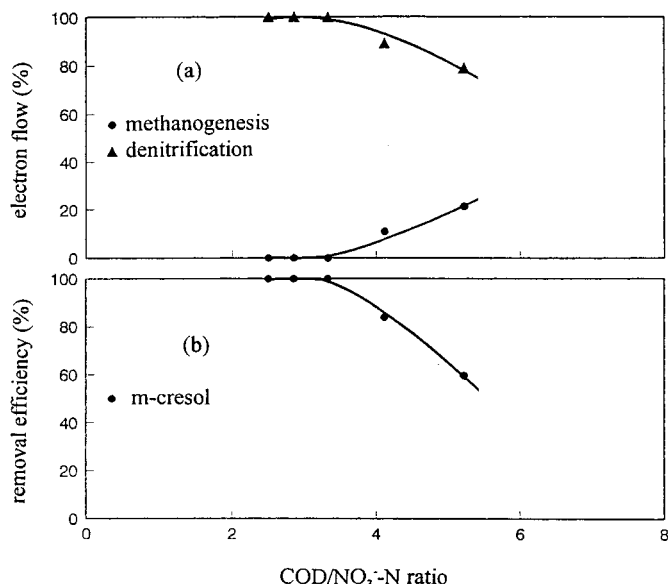 100
80
60
40
20
0
electron flow (%)
(a)
methanogenesis
denitrification
100
80
60
40
20
0
removal efficiency (%)
(b)
m-cresol
0 2 4 6 8
COD/NO₃⁻-N ratio